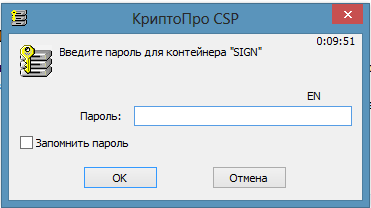 КриптоПро CSP
0:09:51
Введите пароль для контейнера "SIGN"
EN
Пароль:
Запомнить пароль
OK
Отмена